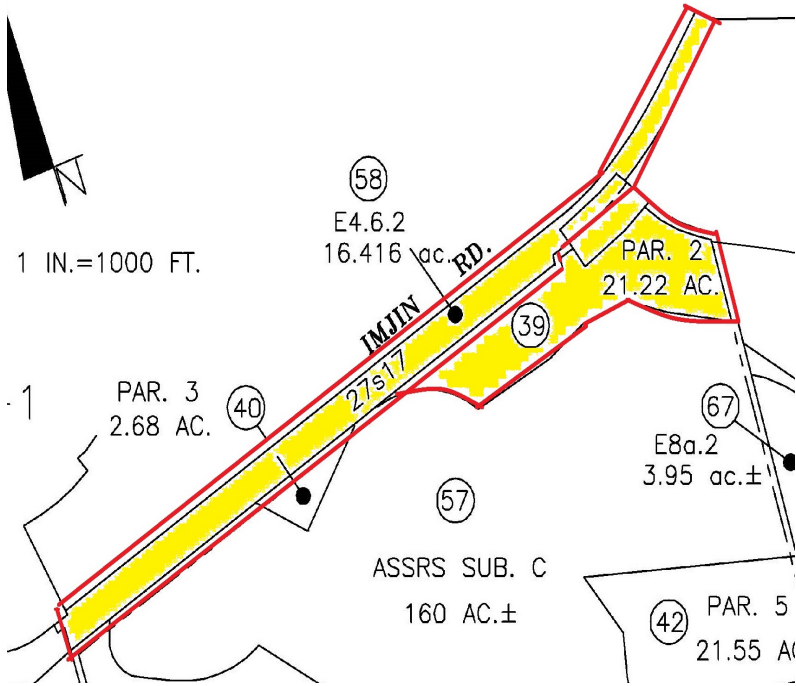 58
E4.6.2
16.416 ac.
IMJIN RD.
1 IN.=1000 FT.
PAR. 2
21.22 AC.
39
27s17
PAR. 3
2.68 AC.
40
1
67
E8a.2
3.95 ac.±
57
ASSRS SUB. C
160 AC.±
42
PAR. 5
21.55 AC